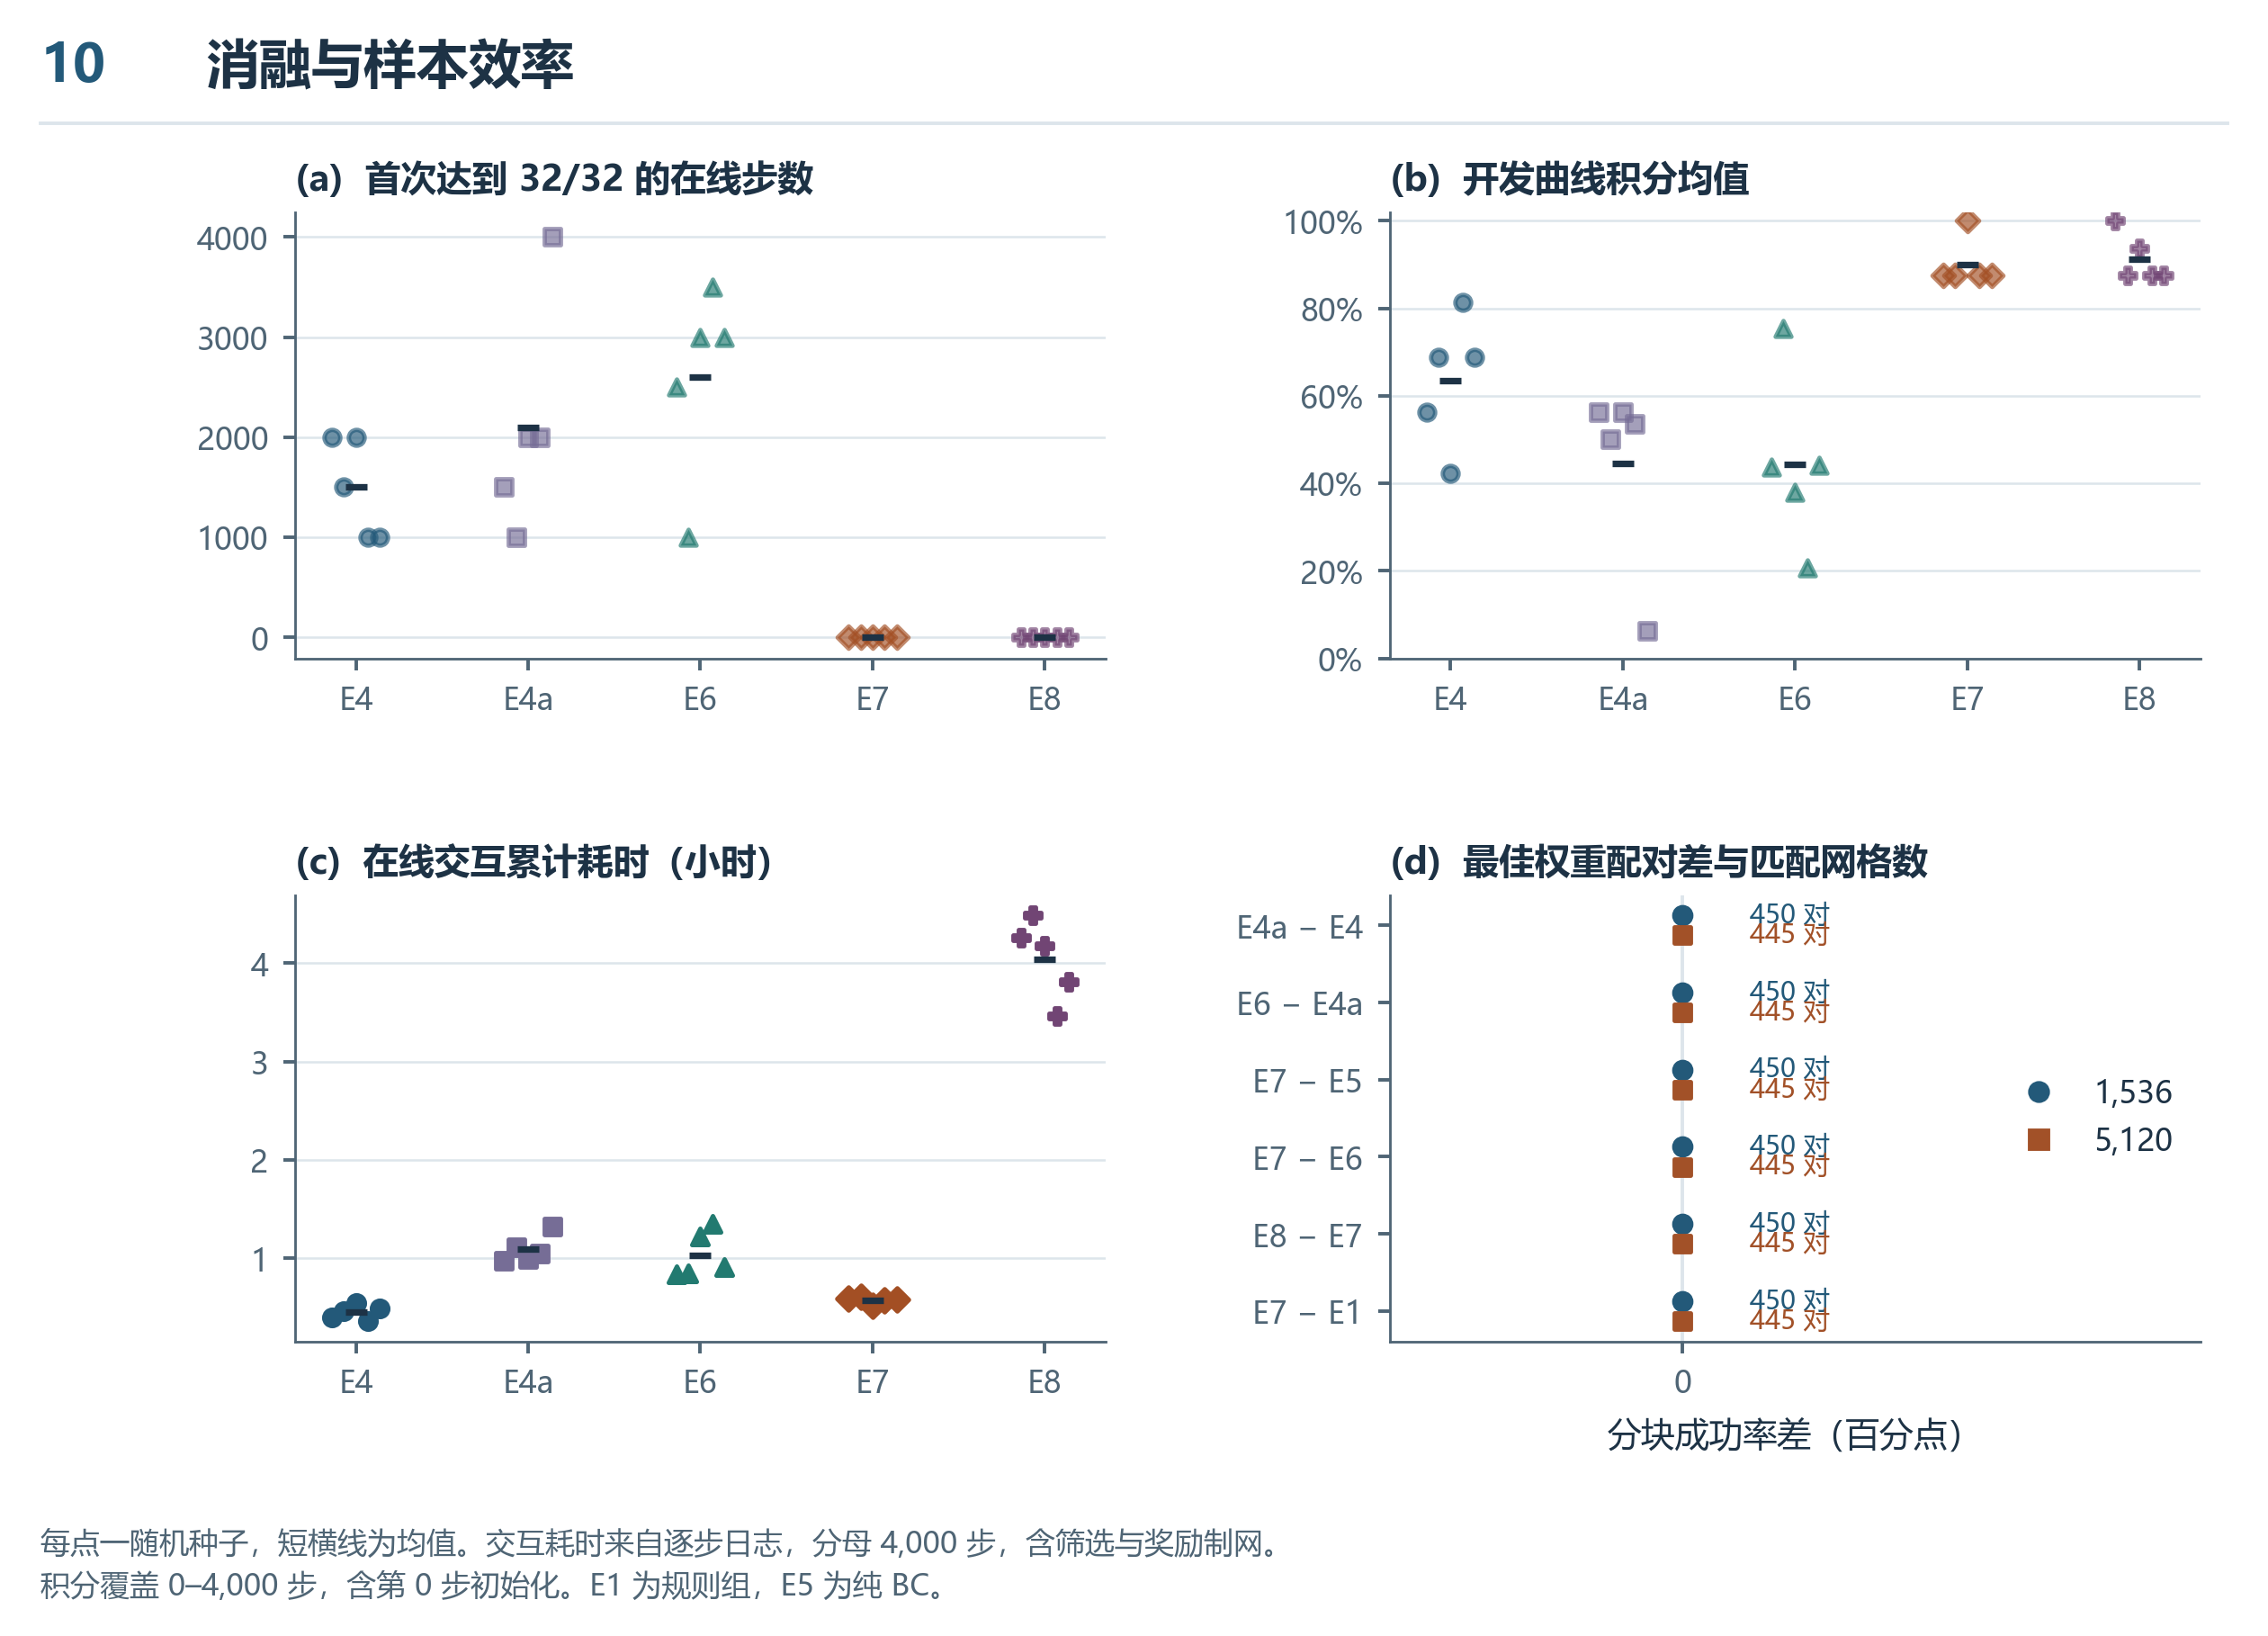 10 消融与样本效率
(a) 首次达到 32/32 的在线步数
4000
3000
2000
1000
0
E4 E4a E6 E7 E8
(b) 开发曲线积分均值
100%
80%
60%
40%
20%
0%
E4 E4a E6 E7 E8
(c) 在线交互累计耗时（小时）
4
3
2
1
E4 E4a E6 E7 E8
(d) 最佳权重配对差与匹配网格数
E4a − E4
450 对
445 对
E6 − E4a
450 对
445 对
E7 − E5
450 对
445 对
E7 − E6
450 对
445 对
E8 − E7
450 对
445 对
E7 − E1
450 对
445 对
1,536
5,120
0
分块成功率差（百分点）
每点一随机种子，短横线为均值。交互耗时来自逐步日志，分母 4,000 步，含筛选与奖励制网。
积分覆盖 0–4,000 步，含第 0 步初始化。E1 为规则组，E5 为纯 BC。